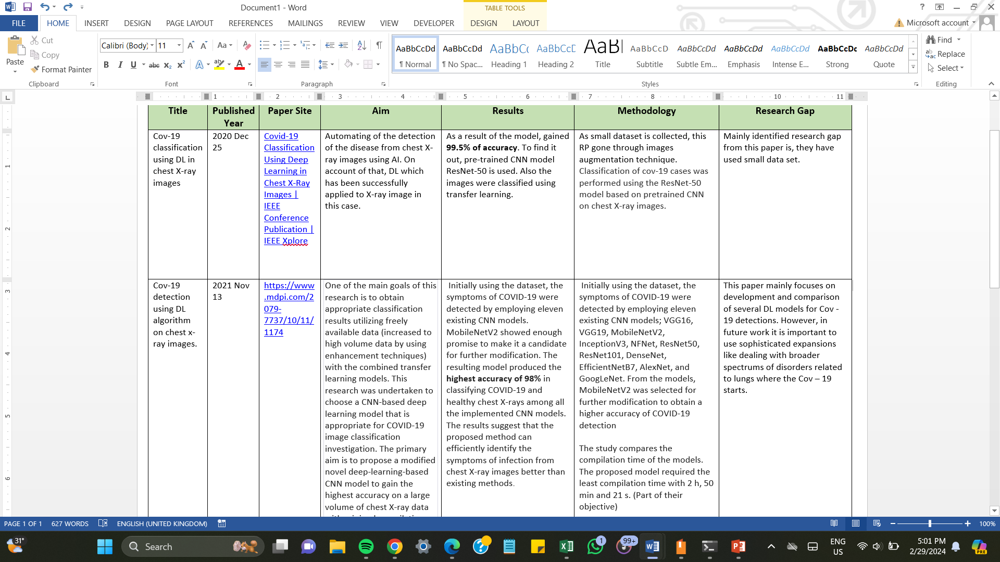 Document1 - Word
TABLE TOOLS
FILE HOME INSERT DESIGN PAGE LAYOUT REFERENCES MAILINGS REVIEW VIEW DEVELOPER DESIGN LAYOUT
Microsoft account
Paste
Cut
Copy
Format Painter
Clipboard
Calibri (Body) 11
Font
Paragraph
AaBbCcDd AaBbCcDd AaBbC AaBbCcD AaBl AaBbCcD AaBbCcDd AaBbCcDd AaBbCcDd AaBbCcDc AaBbCcDd
¶ Normal ¶ No Spac... Heading 1 Heading 2 Title Subtitle Subtle Em... Emphasis Intense E... Strong Quote
Styles
Find
Replace
Select
Editing
1 2 3 4 5 6 7 8 10 11
1
2
3
4
5
6
Title
Published
Year
Paper Site
Aim
Results
Methodology
Research Gap
Cov-19
classification
using DL in
chest X-ray
images
2020 Dec
25
Covid-19
Classification
Using Deep
Learning in
Chest X-Ray
Images |
IEEE
Conference
Publication |
IEEE Xplore
Automating of the detection
of the disease from chest X-
ray images using AI. On
account of that, DL which
has been successfully
applied to X-ray image in
this case.
As a result of the model, gained
99.5% of accuracy. To find it
out, pre-trained CNN model
ResNet-50 is used. Also the
images were classified using
transfer learning.
As small dataset is collected, this
RP gone through images
augmentation technique.
Classification of cov-19 cases was
performed using the ResNet-50
model based on pretrained CNN
on chest X-ray images.
Mainly identified research gap
from this paper is, they have
used small data set.
Cov-19
detection
using DL
algorithm
on chest x-
ray images.
2021 Nov
13
https://www
.mdpi.com/2
079-
7737/10/11/
1174
One of the main goals of this
research is to obtain
appropriate classification
results utilizing freely
available data (increased to
high volume data by using
enhancement techniques)
with the combined transfer
learning models. This
research was undertaken to
choose a CNN-based deep
learning model that is
appropriate for COVID-19
image classification
investigation. The primary
aim is to propose a modified
novel deep-learning-based
CNN model to gain the
highest accuracy on a large
volume of chest X-ray data
Initially using the dataset, the
symptoms of COVID-19 were
detected by employing eleven
existing CNN models.
MobileNetV2 showed enough
promise to make it a candidate
for further modification. The
resulting model produced the
highest accuracy of 98% in
classifying COVID-19 and
healthy chest X-rays among all
the implemented CNN models.
The results suggest that the
proposed method can
efficiently identify the
symptoms of infection from
chest X-ray images better than
existing methods.
Initially using the dataset, the
symptoms of COVID-19 were
detected by employing eleven
existing CNN models; VGG16,
VGG19, MobileNetV2,
InceptionV3, NFNet, ResNet50,
ResNet101, DenseNet,
EfficientNetB7, AlexNet, and
GoogLeNet. From the models,
MobileNetV2 was selected for
further modification to obtain a
higher accuracy of COVID-19
detection
The study compares the
compilation time of the models.
The proposed model required the
least compilation time with 2 h, 50
min and 21 s. (Part of their
objective)
This paper mainly focuses on
development and comparison
of several DL models for Cov -
19 detections. However, in
future work it is important to
use sophisticated expansions
like dealing with broader
spectrums of disorders related
to lungs where the Cov – 19
starts.
PAGE 1 OF 1 627 WORDS ENGLISH (UNITED KINGDOM) 100%
31°
Search
1
99+
ENG
US
5:01 PM
2/29/2024
PRE